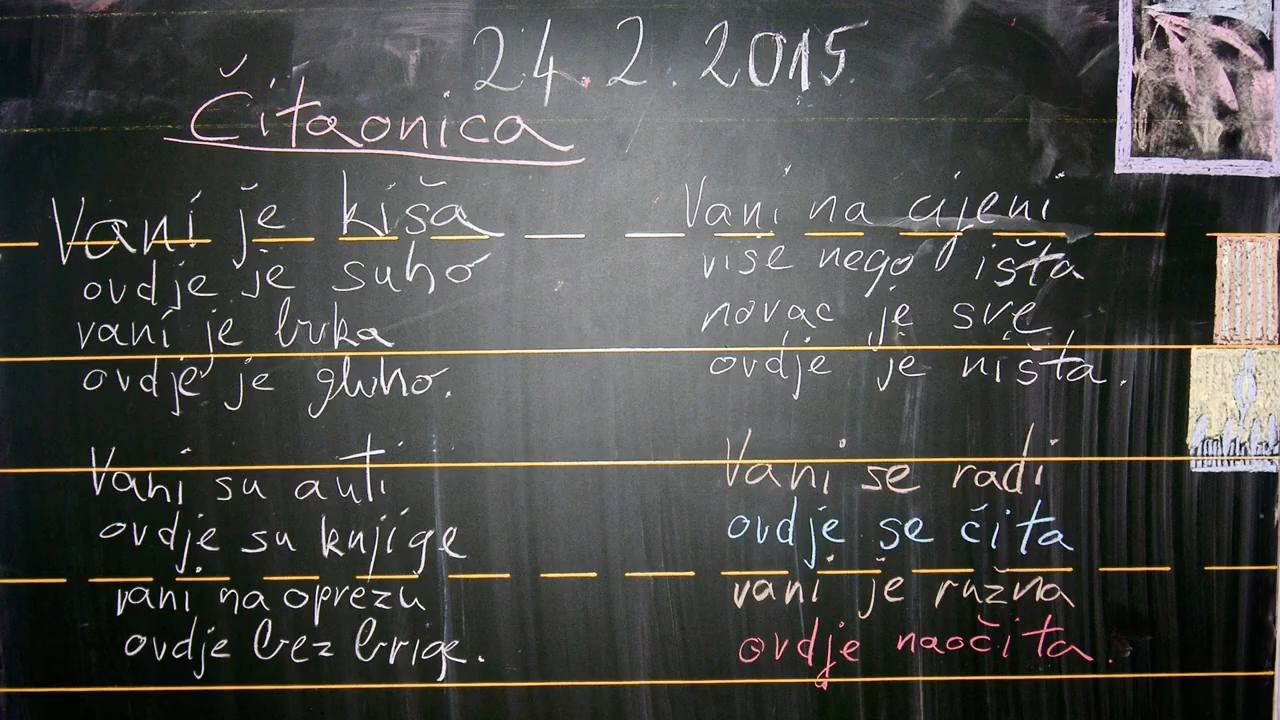 24.2.2015.
Čitaonica
Vani je kiša
ovdje je suho
vani je buka
ovdje je gluho.
Vani su auti
ovdje su knjige
vani na oprezu
ovdje bez brige.
Vani na cijeni
više nego išta
novac je sve
ovdje je ništa.
Vani se radi
ovdje se čita
vani je ružna
ovdje naočita.